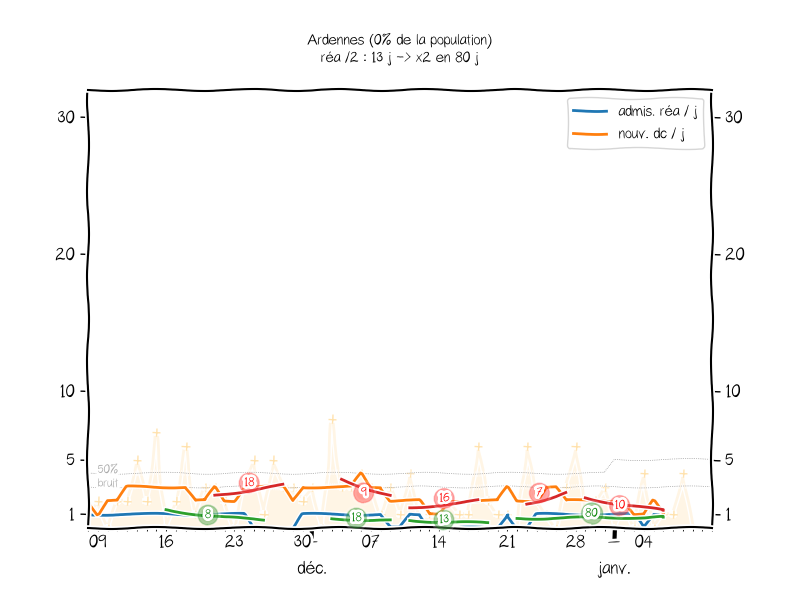 Ardennes (0% de la population)
réa /2 : 13 j -> x2 en 80 j
admis. réa / j
nouv. dc / j
30
30
20
20
10
10
5
5
1
1
50%
bruit
18
9
16
7
10
8
18
13
80
09 16 23 30 07 14 21 28 04
déc. janv.